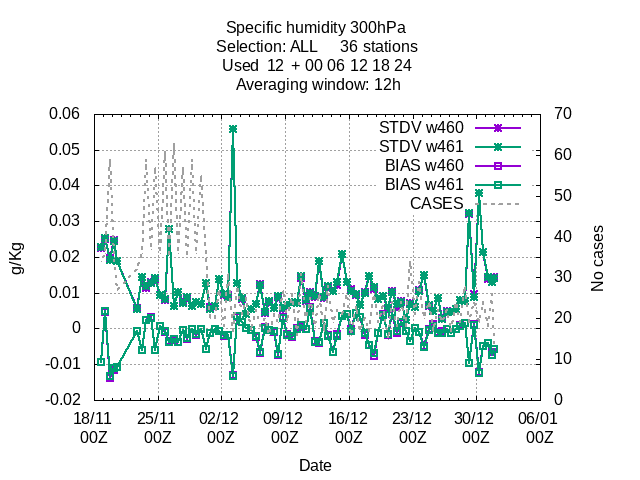 Specific humidity 300hPa
Selection: ALL 36 stations
Used 12 + 00 06 12 18 24
Averaging window: 12h
STDV w460
STDV w461
BIAS w460
BIAS w461
CASES
0.06
0.05
0.04
0.03
0.02
0.01
0
-0.01
-0.02
g/Kg
70
60
50
40
30
20
10
0
No cases
18/11 25/11 02/12 09/12 16/12 23/12 30/12 06/01
00Z 00Z 00Z 00Z 00Z 00Z 00Z 00Z
Date